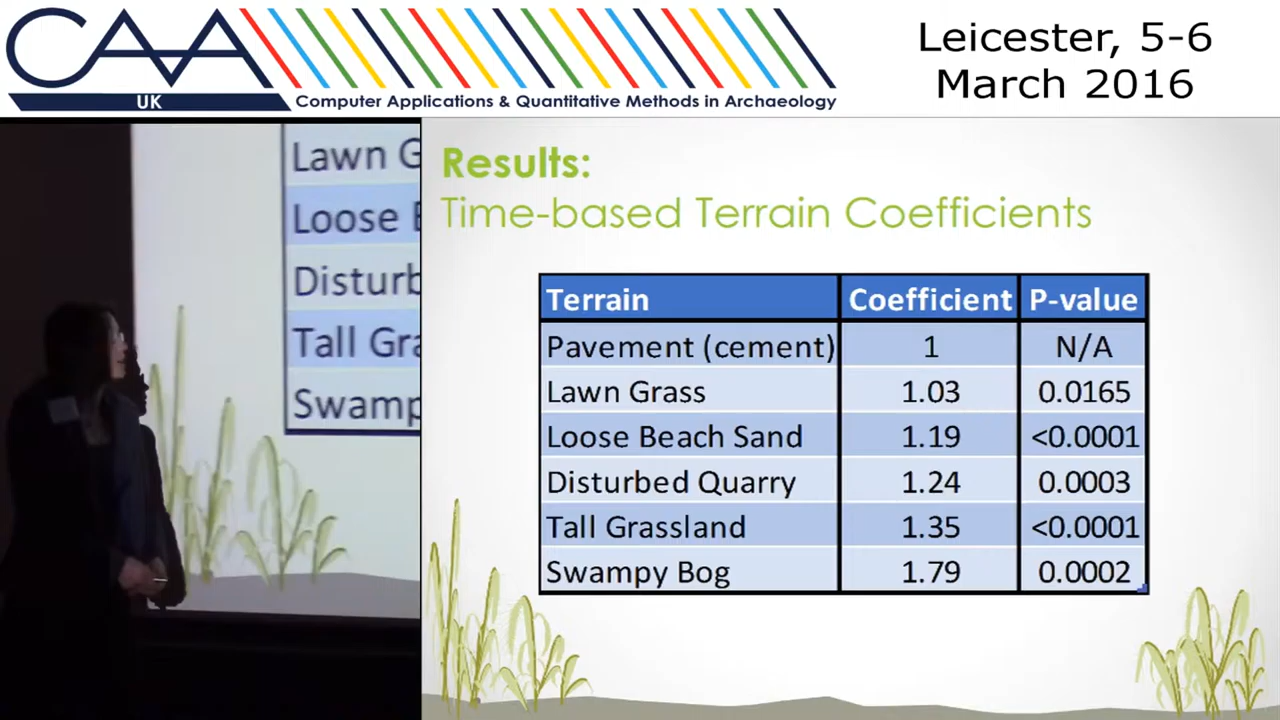 CAA
UK
Computer Applications & Quantitative Methods in Archaeology
Leicester, 5-6
March 2016
Lawn G
Loose B
Disturb
Tall Gra
Swamp
Results:
Time-based Terrain Coefficients
Terrain Coefficient P-value
Pavement (cement) 1 N/A
Lawn Grass 1.03 0.0165
Loose Beach Sand 1.19 <0.0001
Disturbed Quarry 1.24 0.0003
Tall Grassland 1.35 <0.0001
Swampy Bog 1.79 0.0002